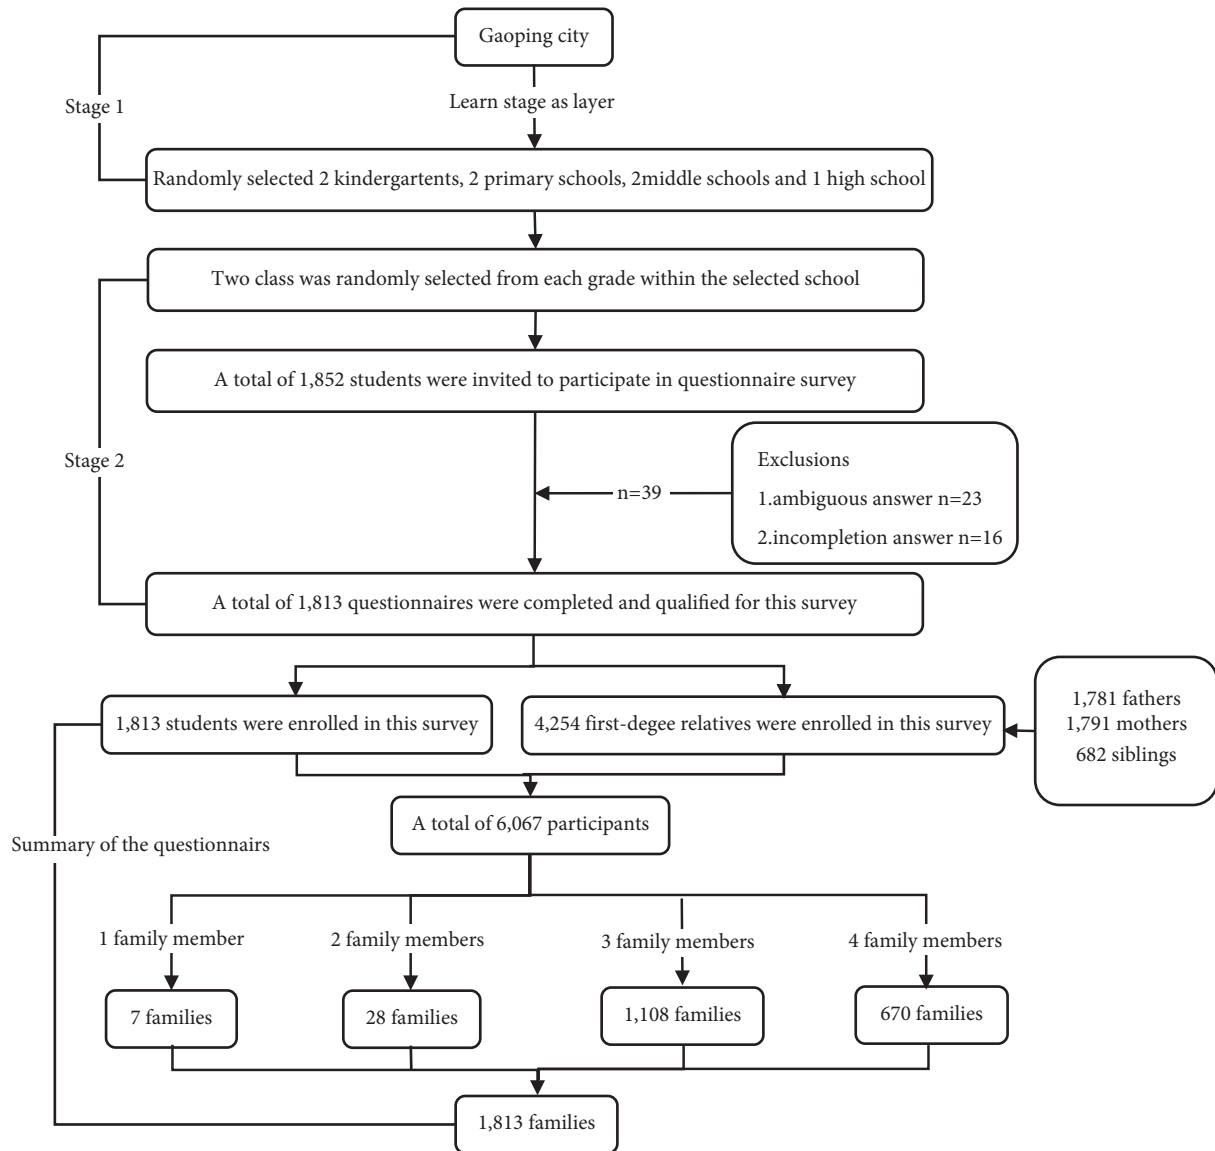 Gaoping city
Stage 1
Learn stage as layer
Randomly selected 2 kindergartents, 2 primary schools, 2middle schools and 1 high school
Two class was randomly selected from each grade within the selected school
A total of 1,852 students were invited to participate in questionnaire survey
Stage 2
Exclusions
n=39
1.ambiguous answer n=23
2.incompletion answer n=16
A total of 1,813 questionnaires were completed and qualified for this survey
1,813 students were enrolled in this survey
4,254 first-degee relatives were enrolled in this survey
1,781 fathers
1,791 mothers
682 siblings
A total of 6,067 participants
Summary of the questionnairs
1 family member
2 family members
3 family members
4 family members
7 families
28 families
1,108 families
670 families
1,813 families